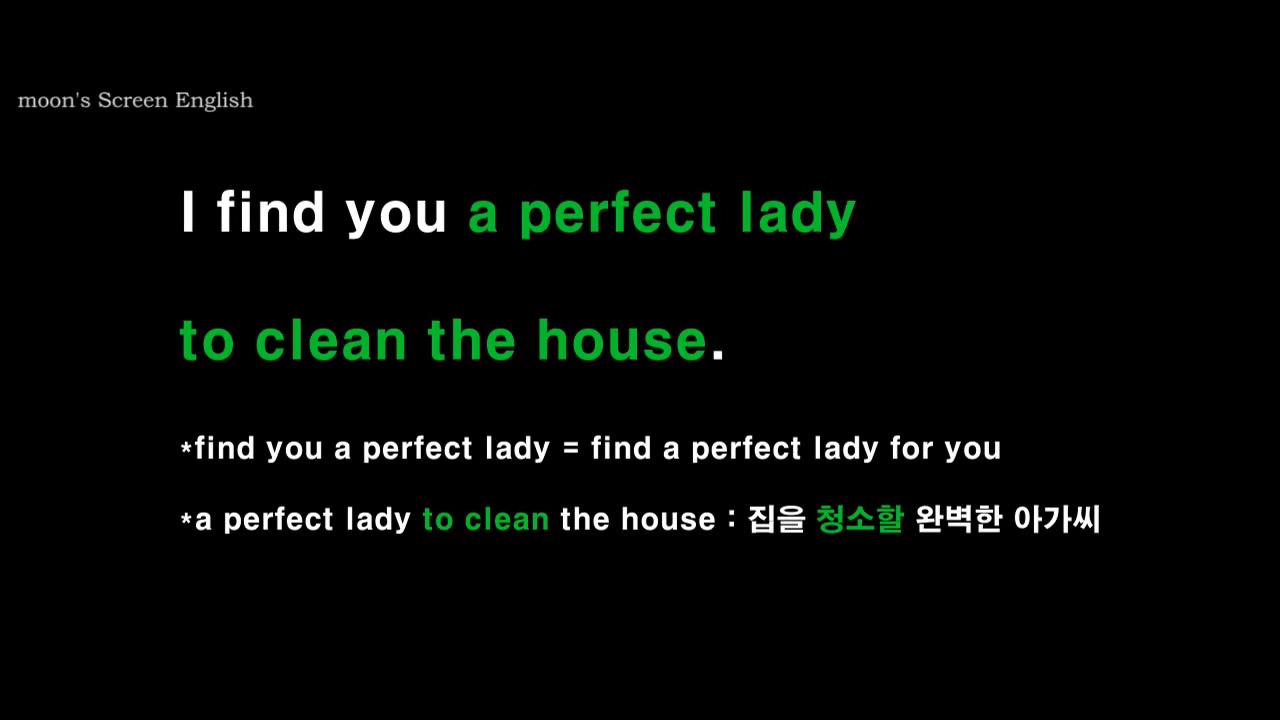 moon's Screen English
I find you a perfect lady
to clean the house.
*find you a perfect lady = find a perfect lady for you
*a perfect lady to clean the house : 집을 청소할 완벽한 아가씨